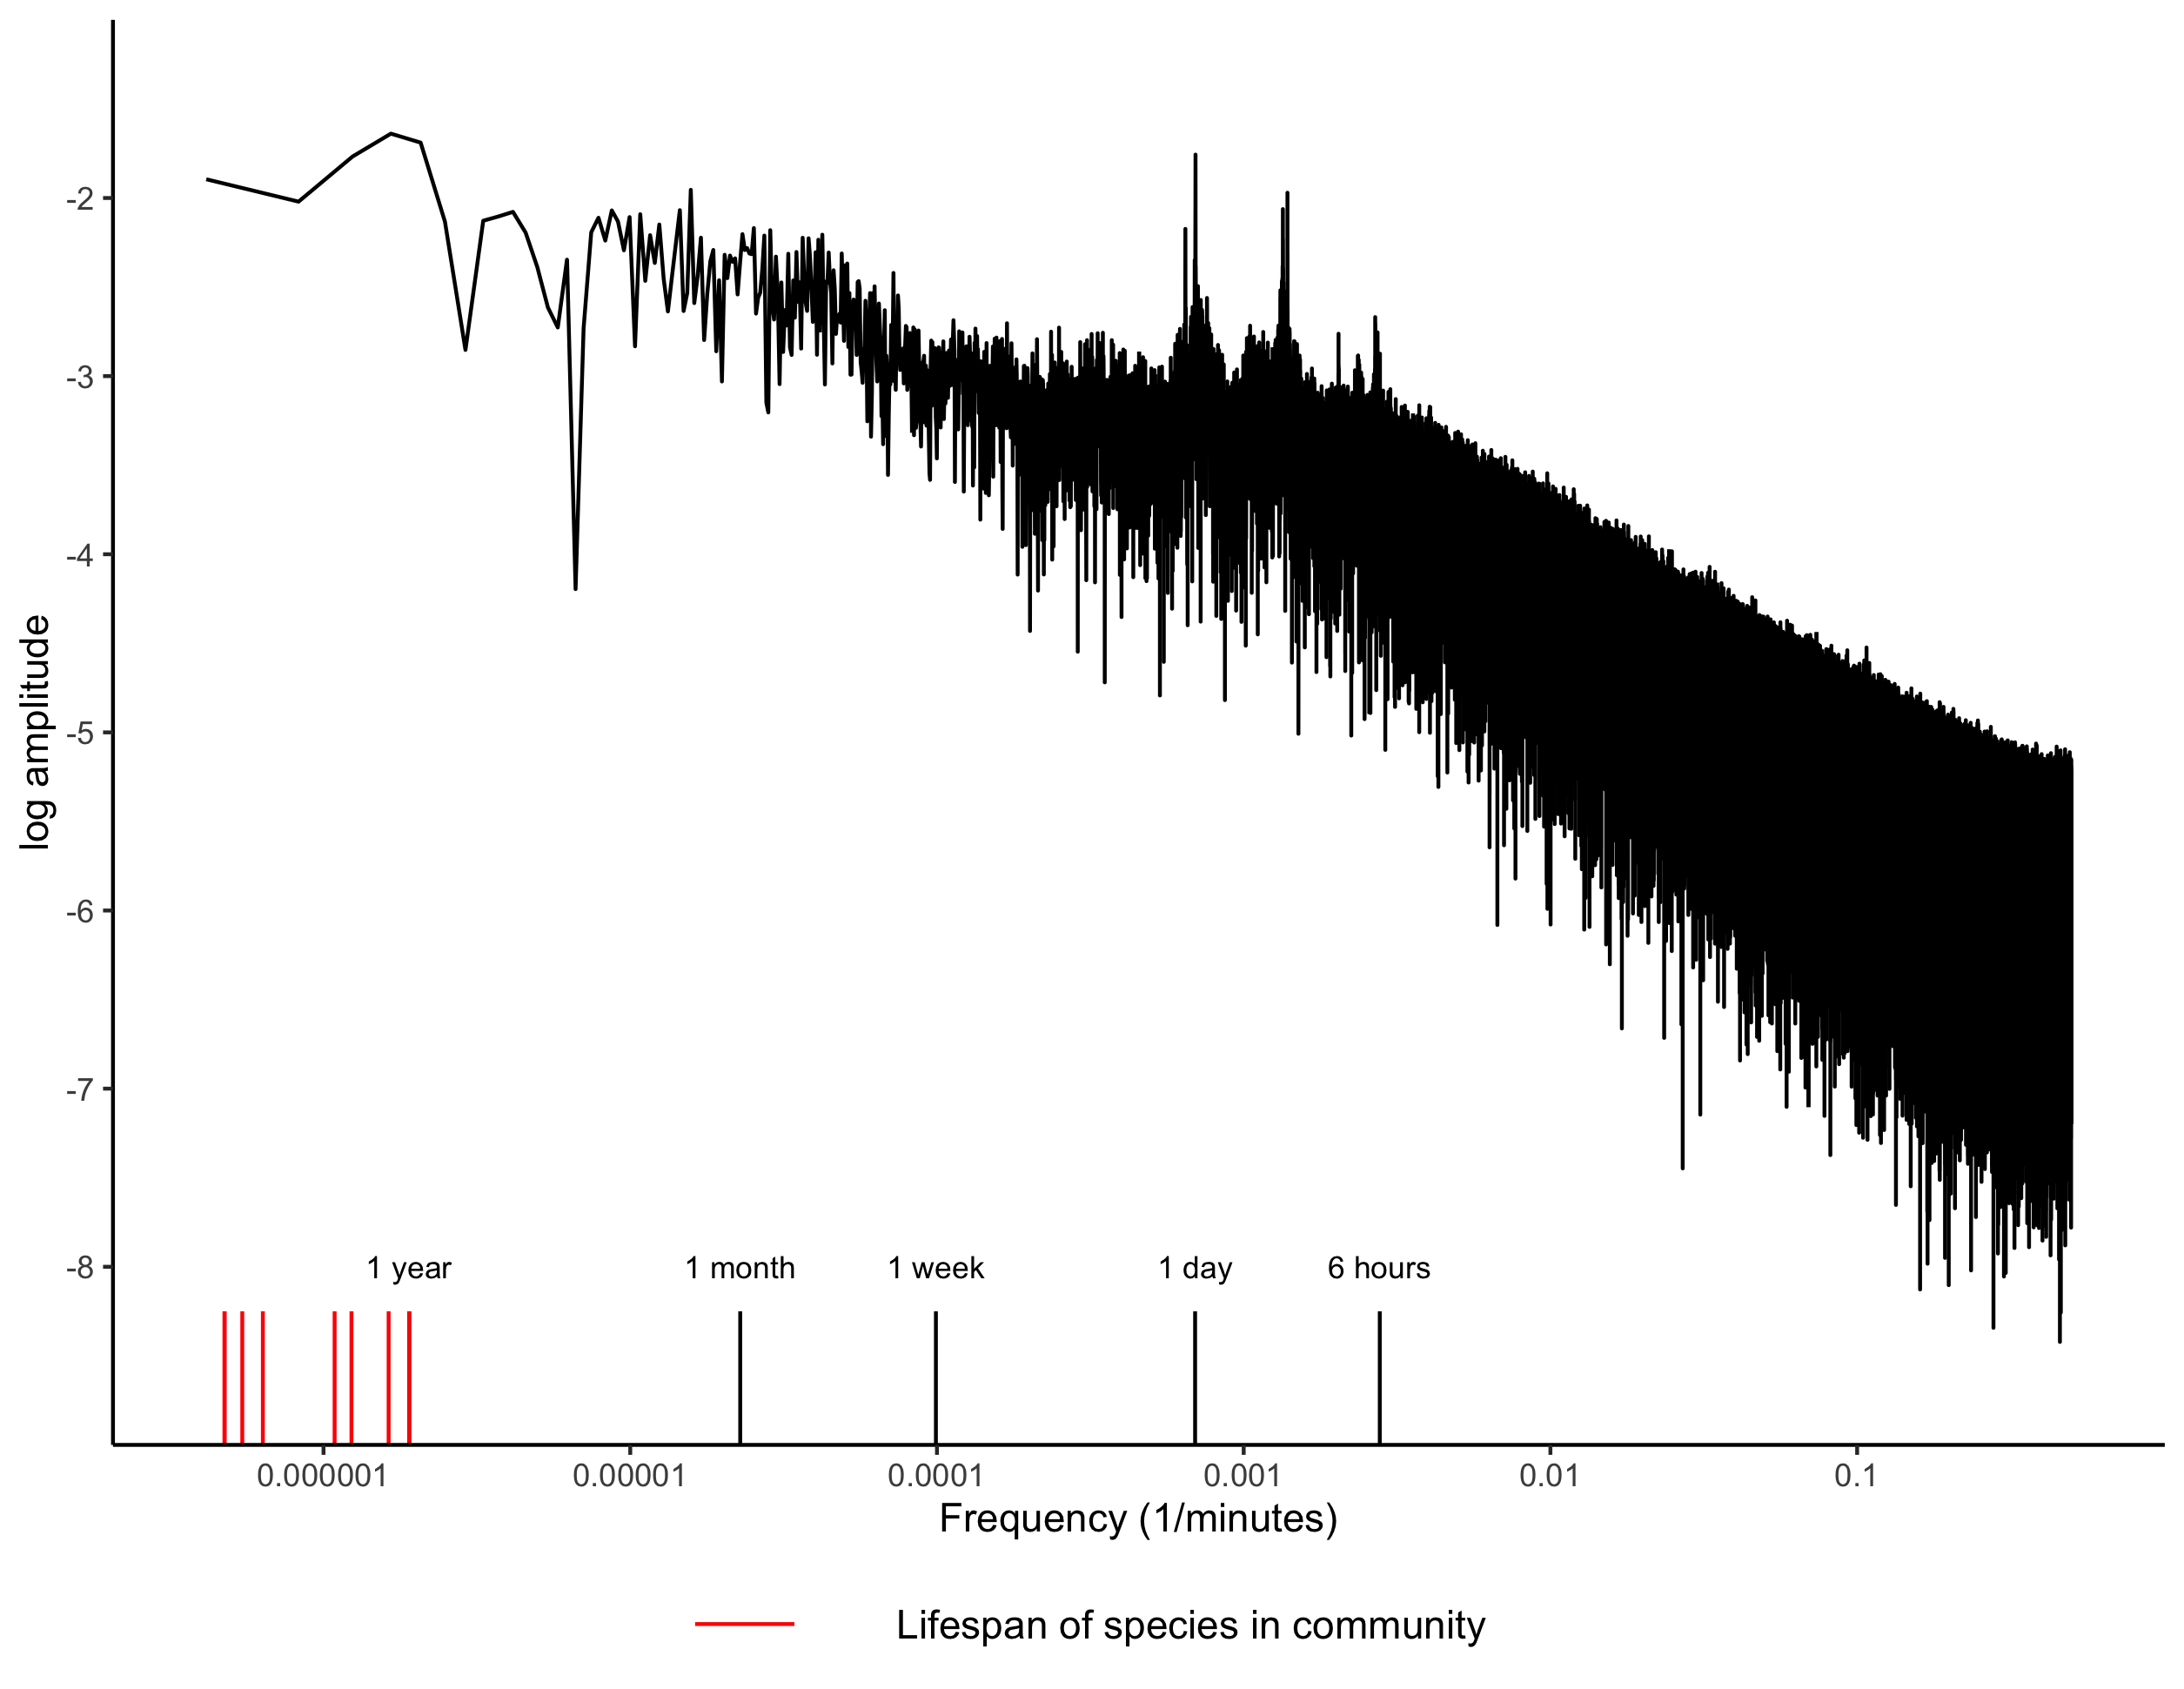 log amplitude
-2
-3
-4
-5
-6
-7
-8
1 year 1 month 1 week 1 day 6 hours
0.000001 0.00001 0.0001 0.001 0.01 0.1
Frequency (1/minutes)
Lifespan of species in community